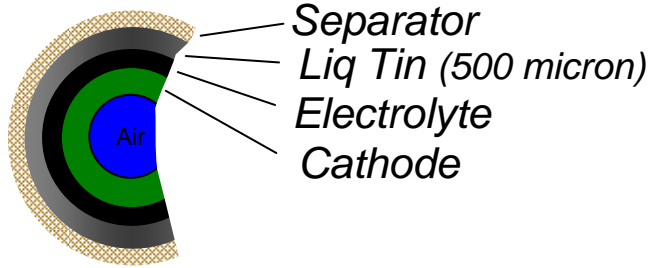 Separator
Liq Tin (500 micron)
Electrolyte
Air
Cathode